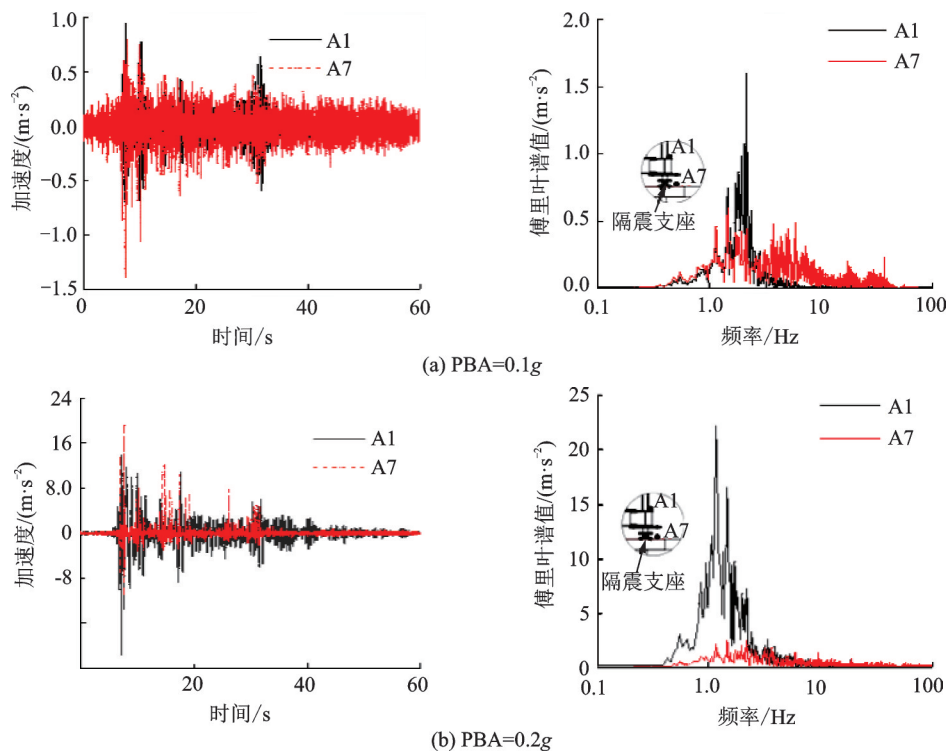 1.0
0.5
0.0
−0.5
−1.0
−1.5
加速度/(m·s⁻²)
A1
A7
0
20
40
60
时间/s
2.0
1.5
1.0
0.5
0.0
傅里叶谱值/(m·s⁻²)
A1
A7
A1
A7
隔震支座
0.1
1.0
10
100
频率/Hz
(a) PBA=0.1g
24
16
8.0
0
−8
加速度/(m·s⁻²)
A1
A7
20
40
60
时间/s
25
20
15
10
5
0
傅里叶谱值/(m·s⁻²)
A1
A7
A1
A7
隔震支座
0.1
1.0
10
100
频率/Hz
(b) PBA=0.2g